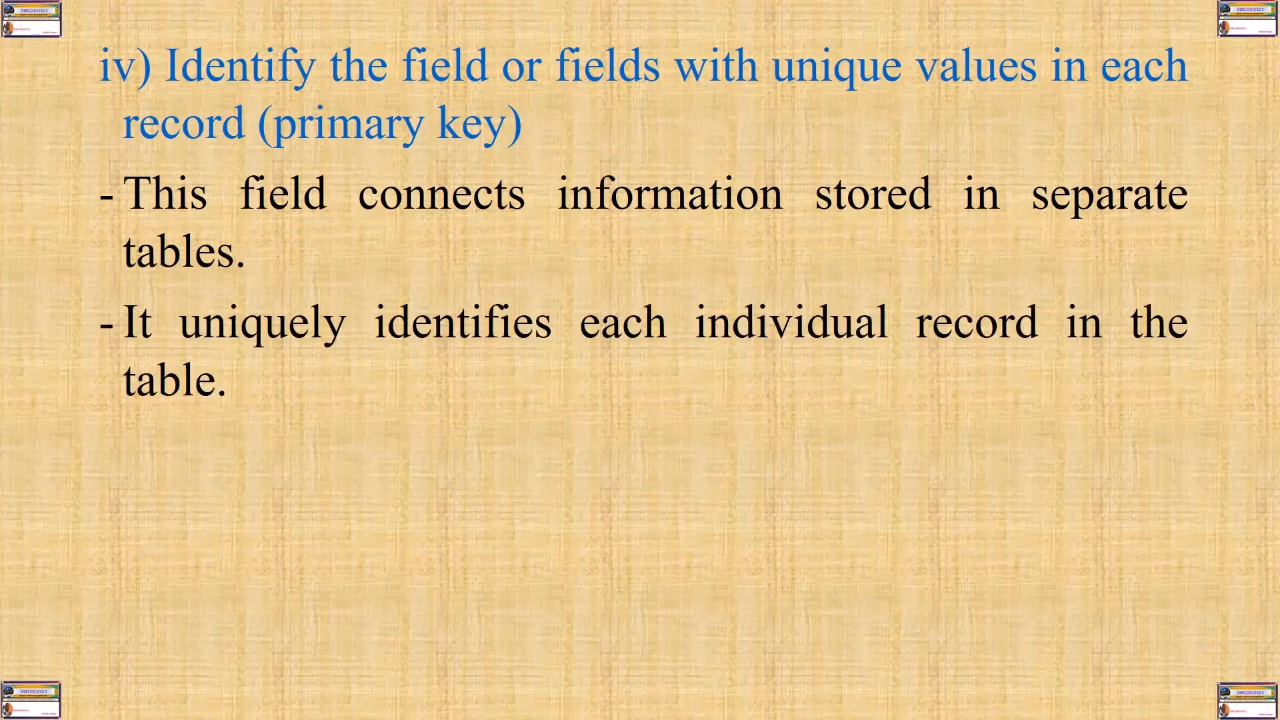 iv) Identify the field or fields with unique values in each
record (primary key)
- This field connects information stored in separate
tables.
- It uniquely identifies each individual record in the
table.